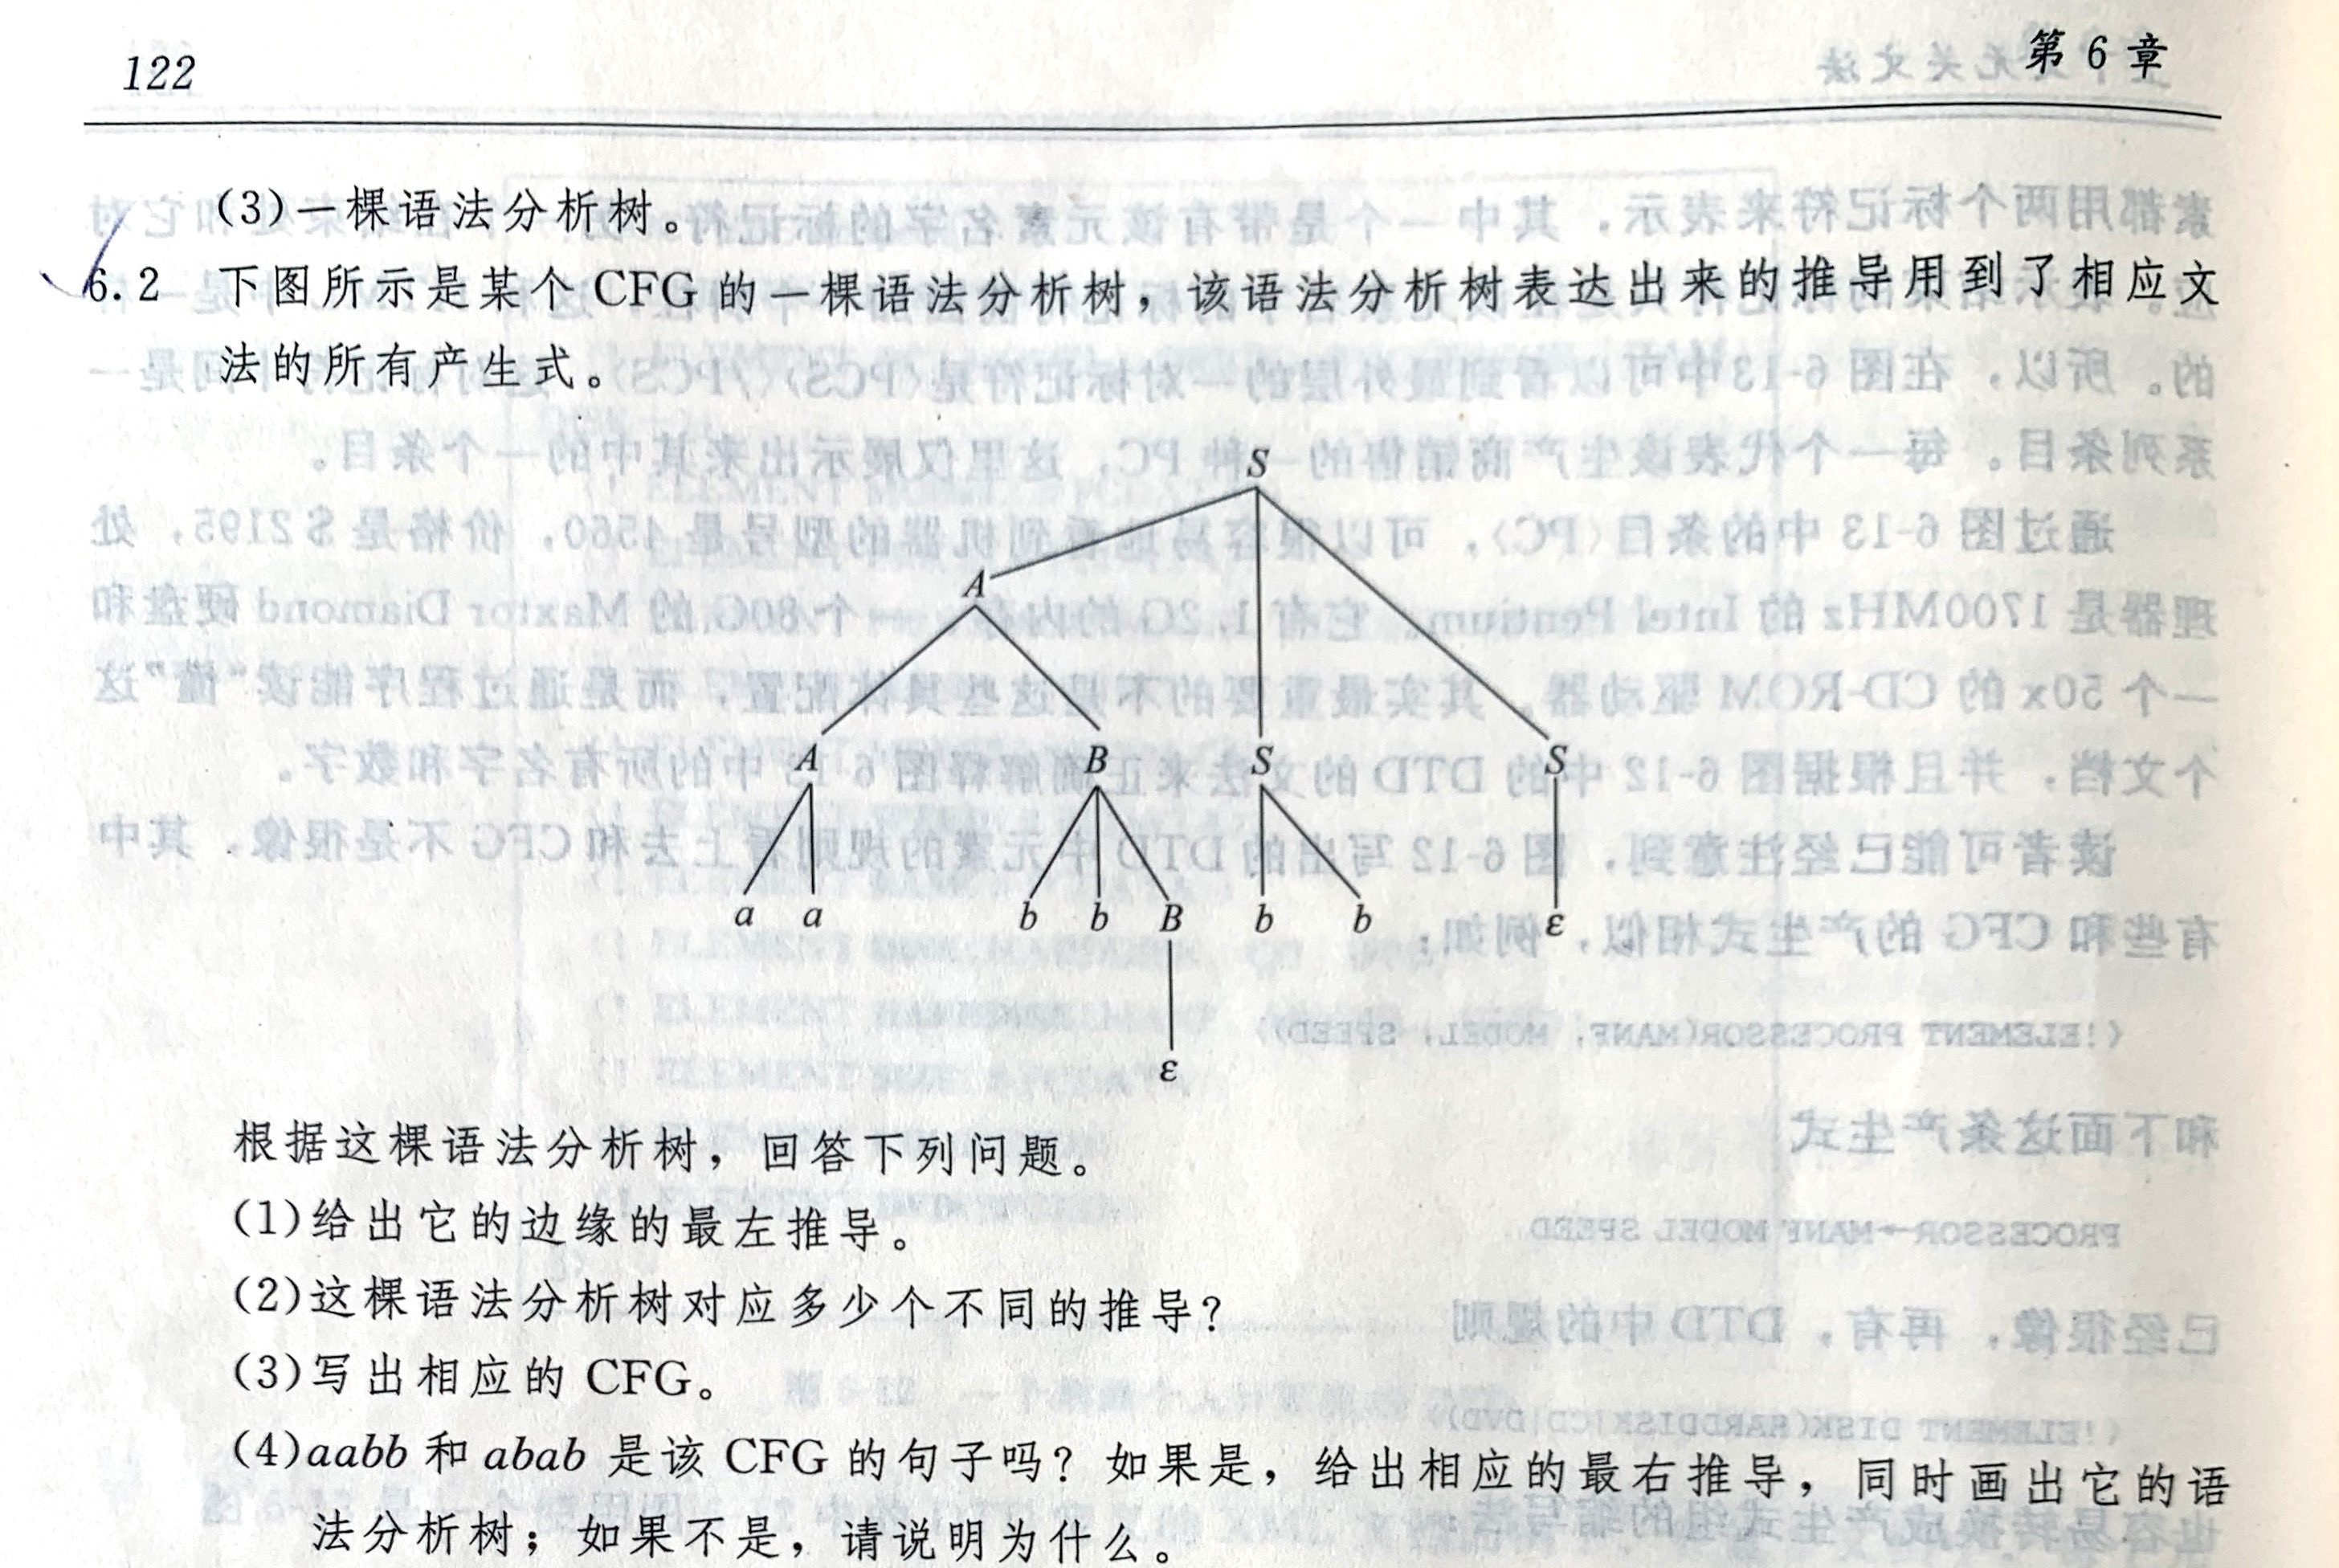 122
第 6 章
(3)一棵语法分析树。
6.2 下图所示是某个 CFG 的一棵语法分析树，该语法分析树表达出来的推导用到了相应文
法的所有产生式。
S
A
A B S S
a a b b B b b ε
ε
根据这棵语法分析树，回答下列问题。
(1)给出它的边缘的最左推导。
(2)这棵语法分析树对应多少个不同的推导？
(3)写出相应的 CFG。
(4)aabb 和 abab 是该 CFG 的句子吗？如果是，给出相应的最右推导，同时画出它的语
法分析树；如果不是，请说明为什么。